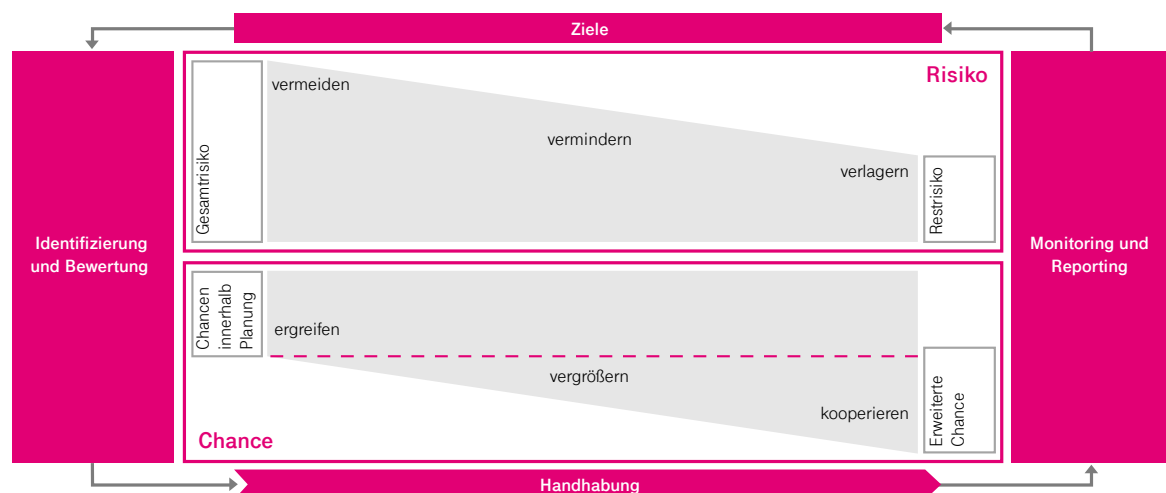 Ziele
Identifizierung
und Bewertung
Risiko
Gesamtrisiko
vermeiden
vermindern
verlagern
Restrisiko
Monitoring und
Reporting
Chancen
innerhalb
Planung
ergreifen
vergrößern
kooperieren
Erweiterte
Chance
Chance
Handhabung